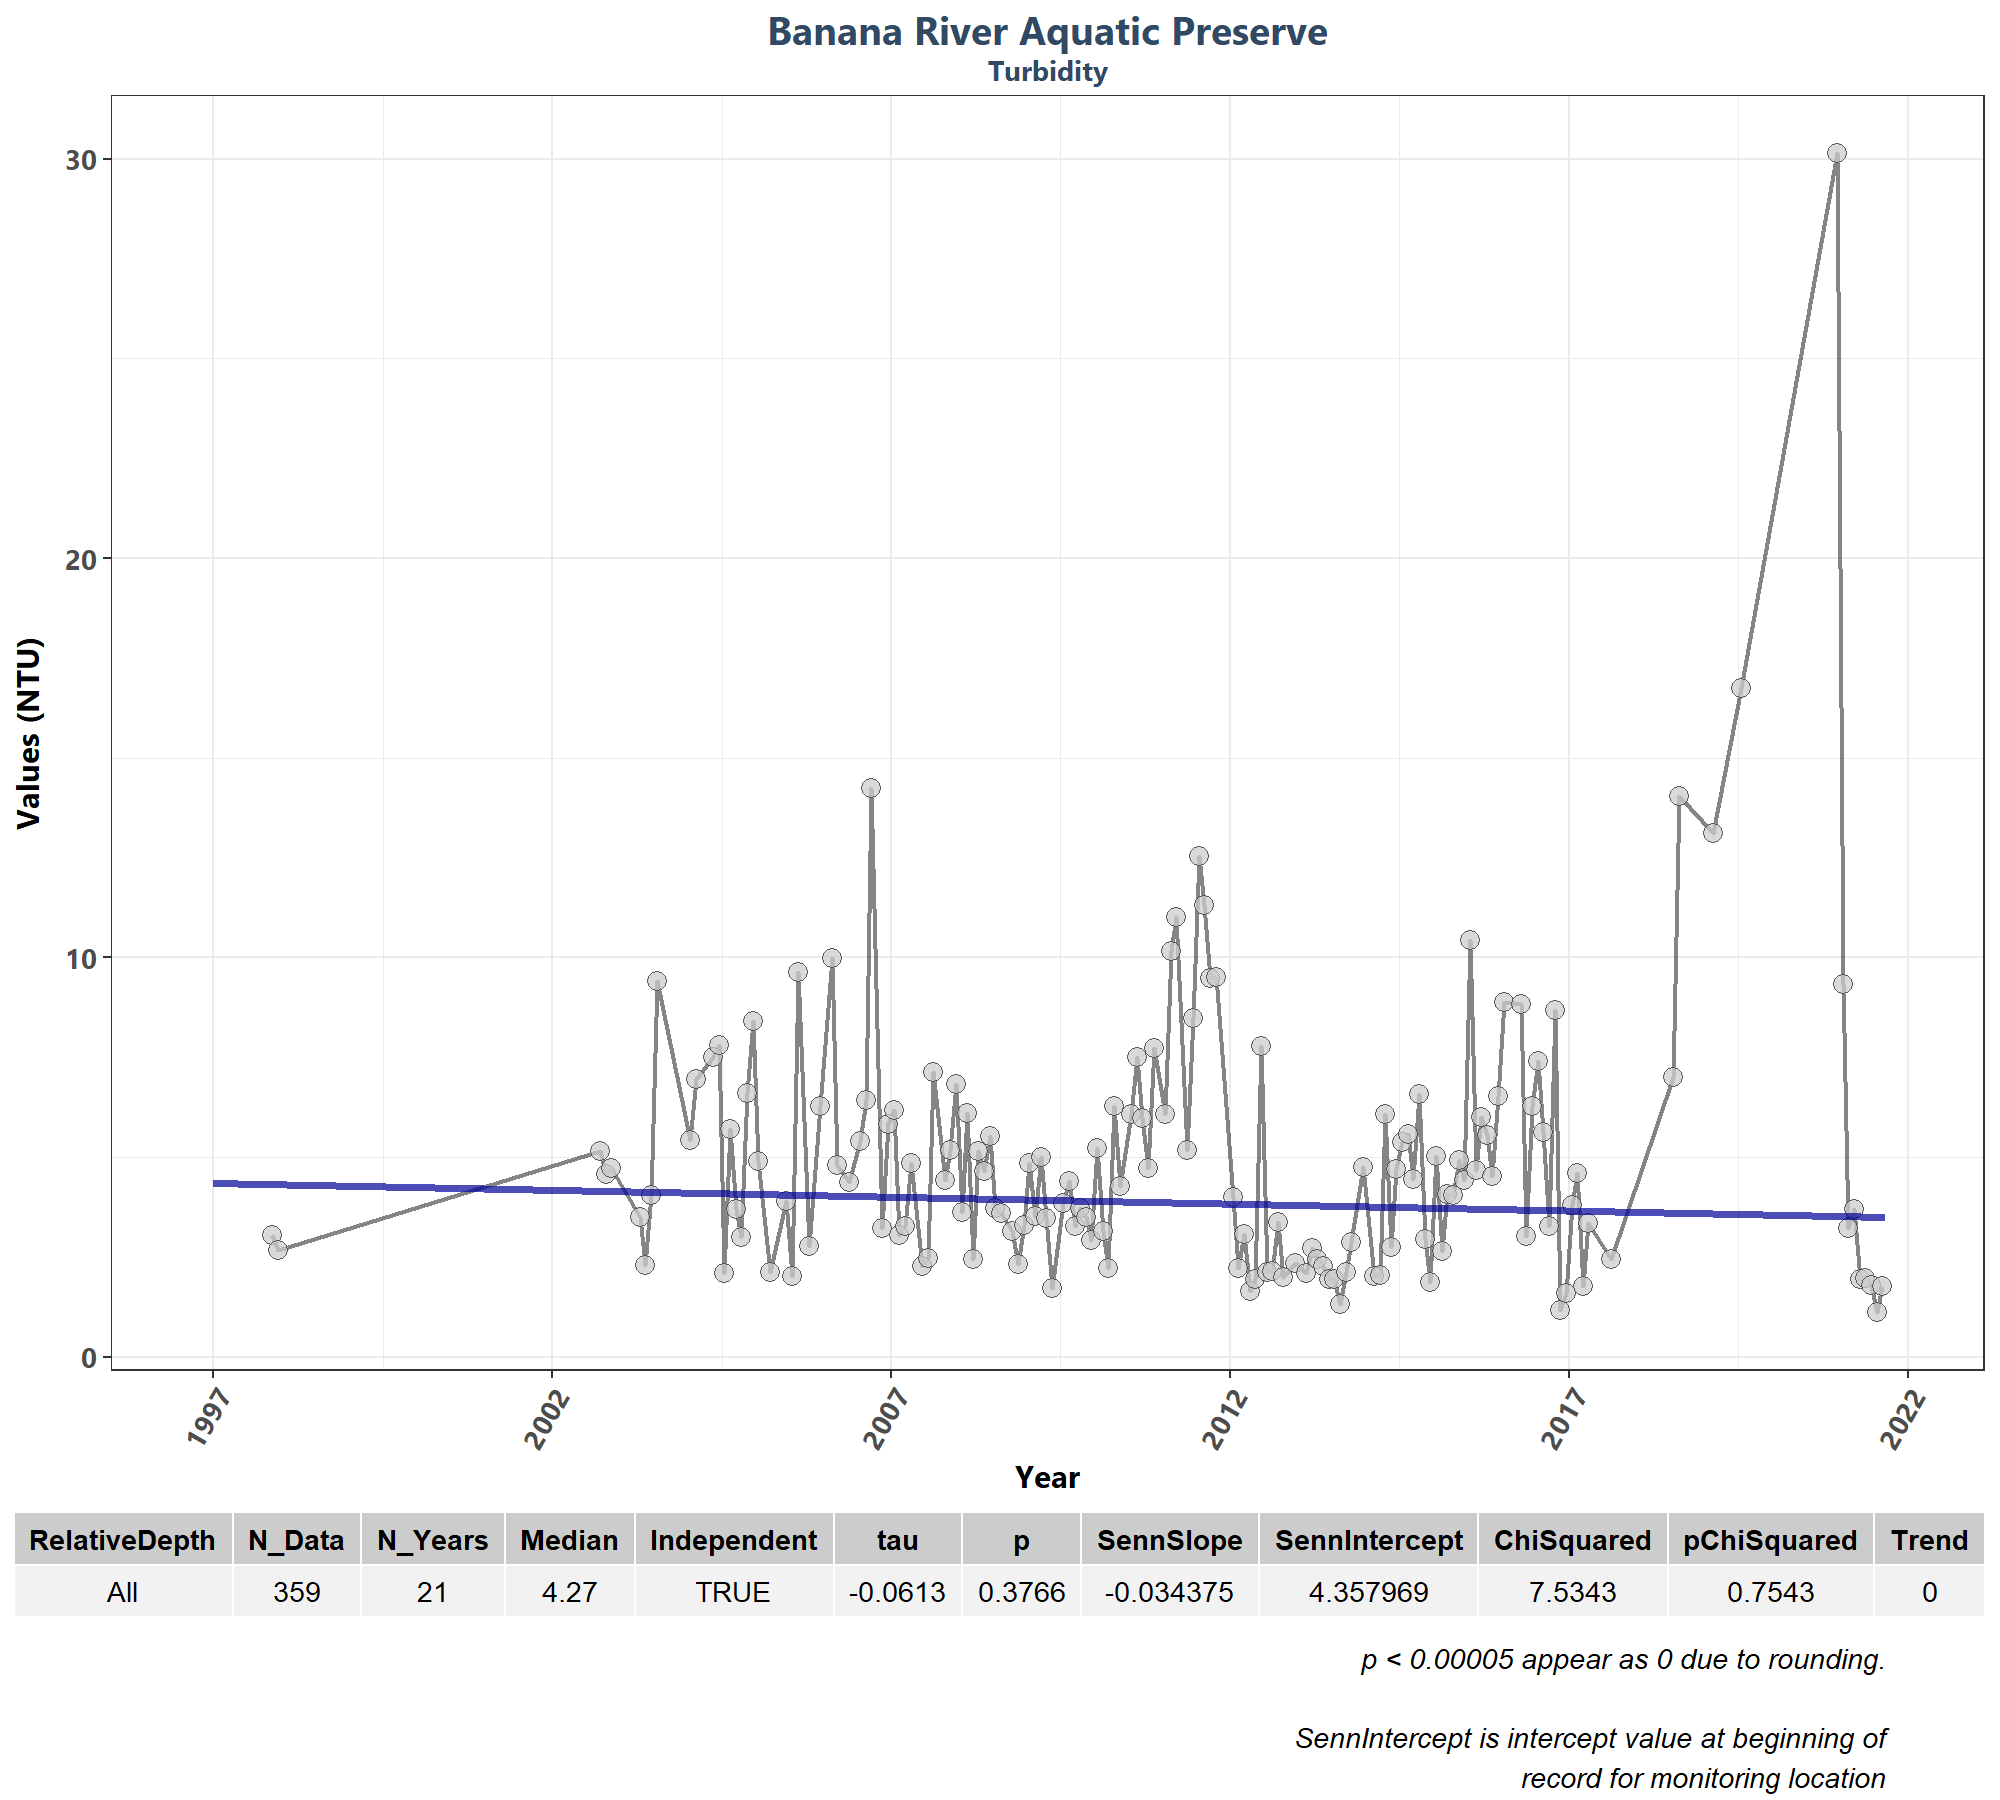 Banana River Aquatic Preserve
Turbidity
Values (NTU)
30
20
10
0
1997
2002
2007
2012
2017
2022
Year
RelativeDepth N_Data N_Years Median Independent tau p SennSlope SennIntercept ChiSquared pChiSquared Trend
All 359 21 4.27 TRUE -0.0613 0.3766 -0.034375 4.357969 7.5343 0.7543 0
p < 0.00005 appear as 0 due to rounding.
SennIntercept is intercept value at beginning of
record for monitoring location